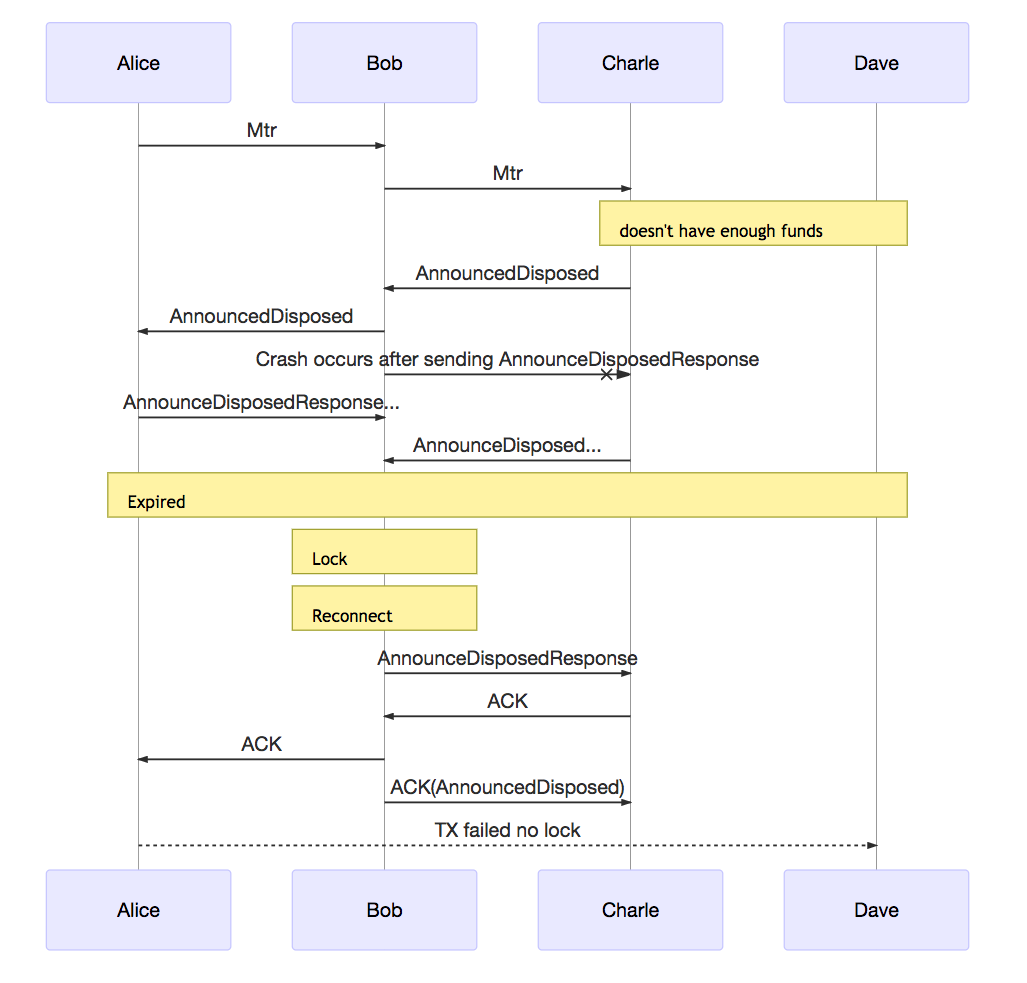 Alice
Bob
Charle
Dave
Mtr
Mtr
doesn't have enough funds
AnnouncedDisposed
AnnouncedDisposed
Crash occurs after sending AnnounceDisposedResponse
AnnounceDisposedResponse...
AnnounceDisposed...
Expired
Lock
Reconnect
AnnounceDisposedResponse
ACK
ACK
ACK(AnnouncedDisposed)
TX failed no lock
Alice
Bob
Charle
Dave